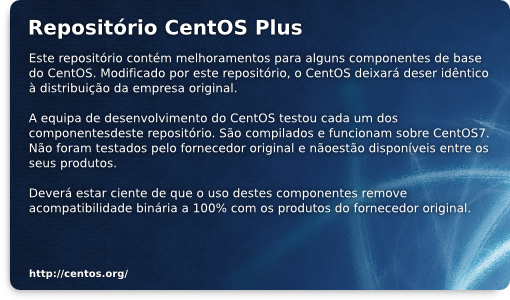 Repositório CentOS Plus
Este repositório contém melhoramentos para alguns componentes de base
do CentOS. Modificado por este repositório, o CentOS deixará deser idêntico
à distribuição da empresa original.
A equipa de desenvolvimento do CentOS testou cada um dos
componentesdeste repositório. São compilados e funcionam sobre CentOS7.
Não foram testados pelo fornecedor original e nãoestão disponíveis entre os
seus produtos.
Deverá estar ciente de que o uso destes componentes remove
acompatibilidade binária a 100% com os produtos do fornecedor original.
http://centos.org/